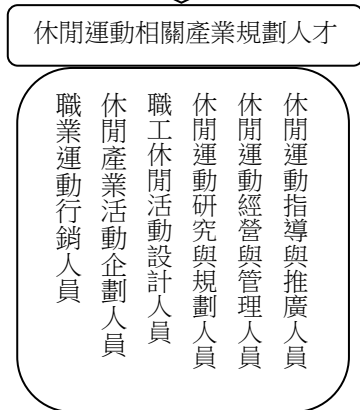 休閒運動相關產業規劃人才
休閒運動指導與推廣人員
休閒運動經營與管理人員
休閒運動研究與規劃人員
職工休閒活動設計人員
休閒產業活動企劃人員
職業運動行銷人員